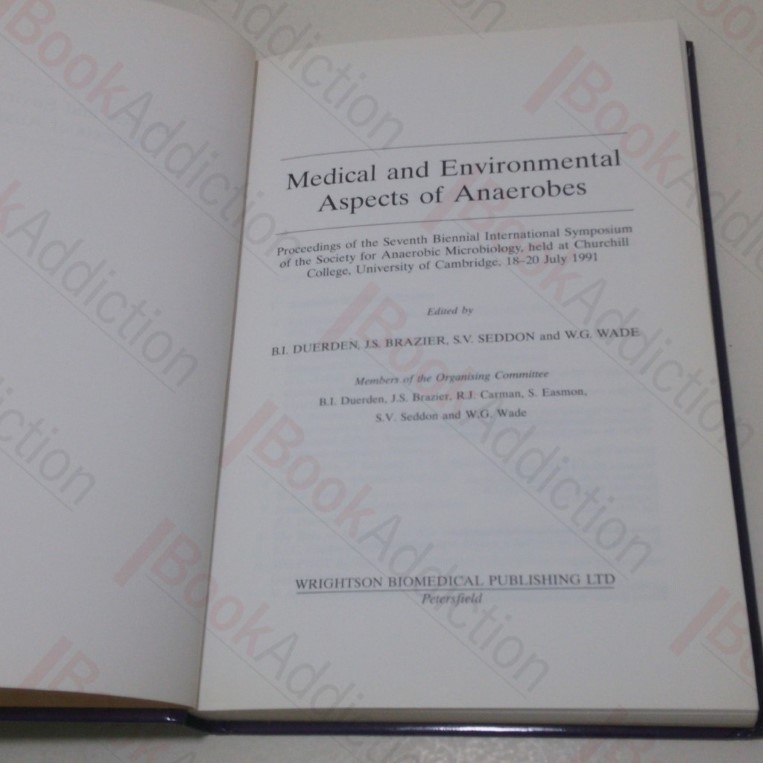 Medical and Environmental
Aspects of Anaerobes
Proceedings of the Seventh Biennial International Symposium
of the Society for Anaerobic Microbiology, held at Churchill
College, University of Cambridge, 18–20 July 1991
Edited by
B.I. DUERDEN, J.S. BRAZIER, S.V. SEDDON and W.G. WADE
Members of the Organising Committee
B.I. Duerden, J.S. Brazier, R.J. Carman, S. Easmon,
S.V. Seddon and W.G. Wade
WRIGHTSON BIOMEDICAL PUBLISHING LTD
Petersfield
BookAddiction